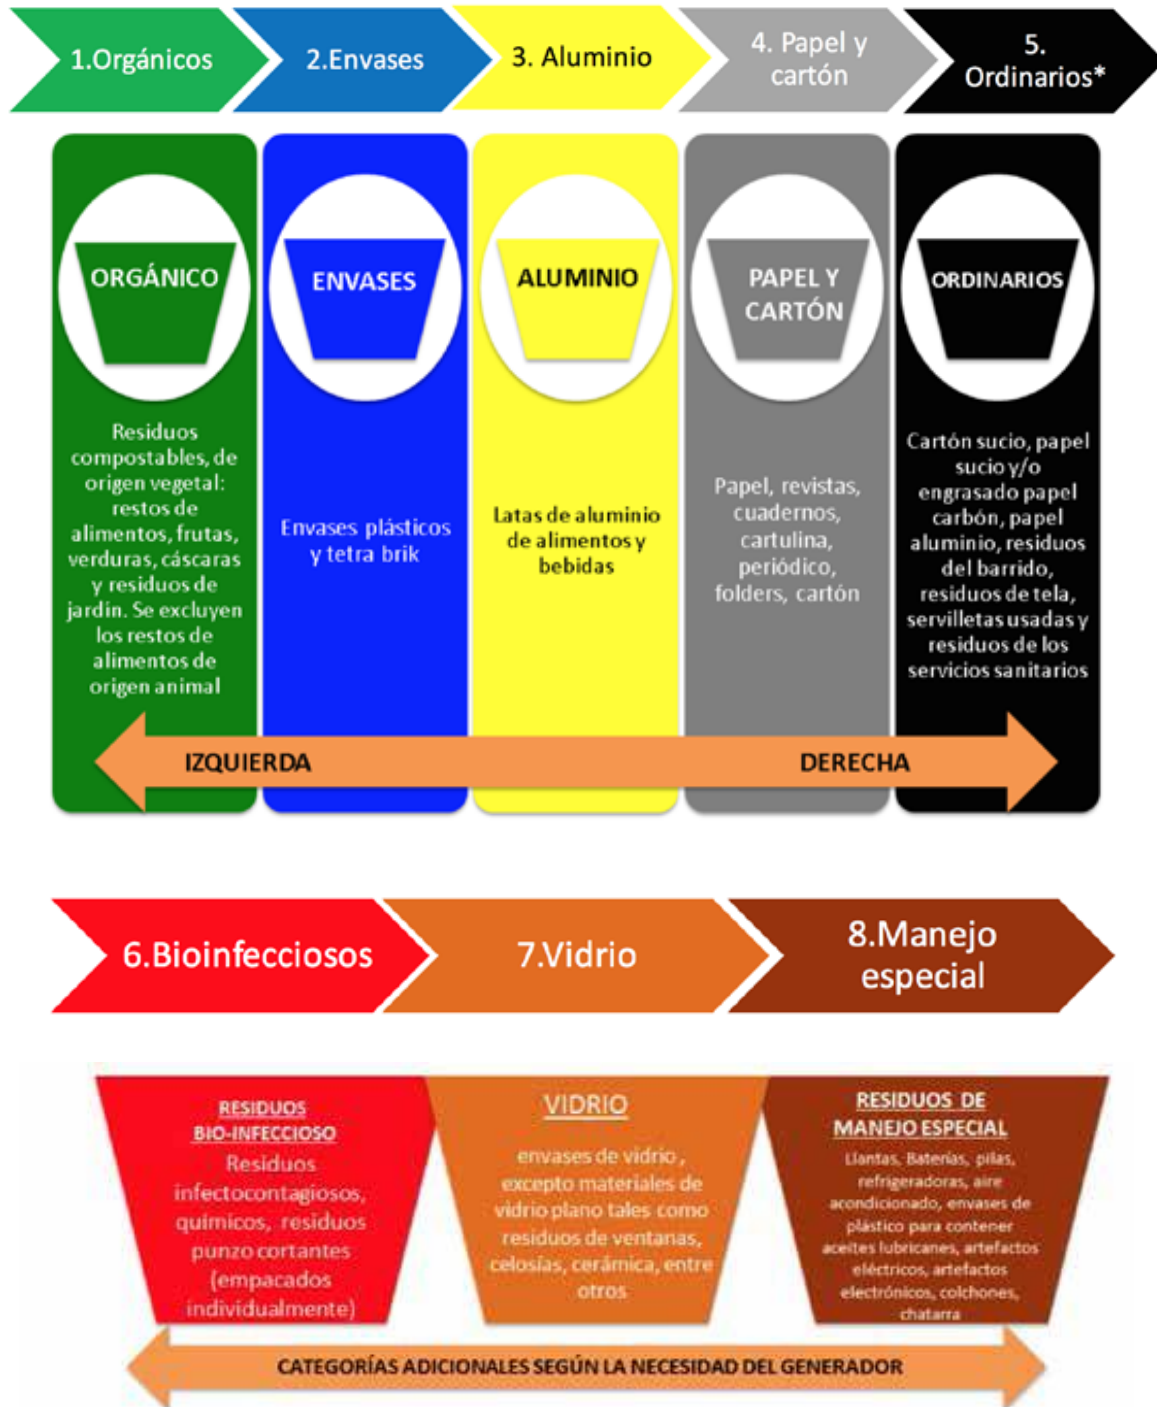 1.Orgánicos
2.Envases
3. Aluminio
4. Papel y
cartón
5.
Ordinarios*
ORGÁNICO
Residuos
compostables, de
origen vegetal:
restos de
alimentos, frutas,
verduras, cáscaras
y residuos de
jardín. Se excluyen
los restos de
alimentos de
origen animal
ENVASES
Envases plásticos
y tetra brik
ALUMINIO
Latas de aluminio
de alimentos y
bebidas
PAPEL Y
CARTÓN
Papel, revistas,
cuadernos,
cartulina,
periódico,
folders, cartón
ORDINARIOS
Cartón sucio, papel
sucio y/o
engrasado papel
carbón, papel
aluminio, residuos
del barrido,
residuos de tela,
servilletas usadas y
residuos de los
servicios sanitarios
IZQUIERDA
DERECHA
6.Bioinfecciosos
7.Vidrio
8.Manejo
especial
RESIDUOS
BIO-INFECCIOSO
Residuos
infectocontagiosos,
químicos, residuos
punzo cortantes
(empacados
individualmente)
VIDRIO
envases de vidrio ,
excepto materiales de
vidrio plano tales como
residuos de ventanas,
celosías, cerámica, entre
otros
RESIDUOS DE
MANEJO ESPECIAL
Llantas, Baterías, pilas,
refrigeradoras, aire
acondicionado, envases de
plástico para contener
aceites lubricanes, artefactos
eléctricos, artefactos
electrónicos, colchones,
chatarra
CATEGORÍAS ADICIONALES SEGÚN LA NECESIDAD DEL GENERADOR